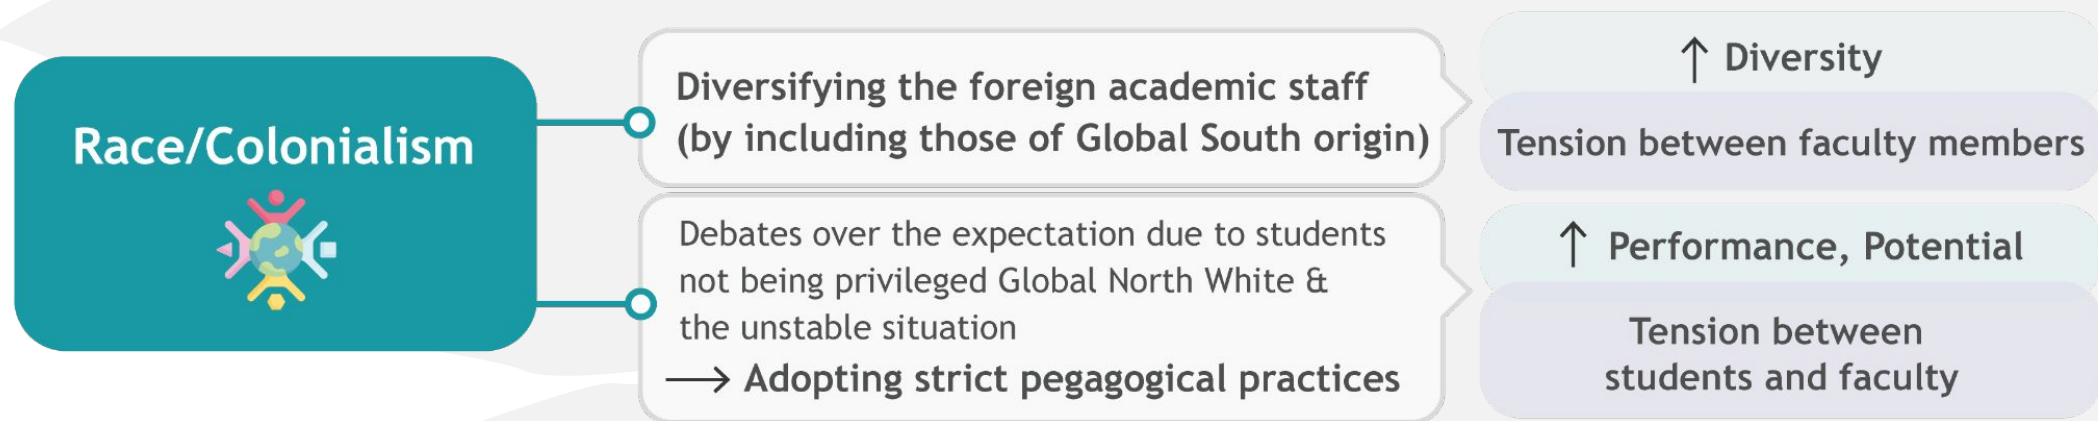 Race/Colonialism
Diversifying the foreign academic staff
(by including those of Global South origin)
↑ Diversity
Tension between faculty members
Debates over the expectation due to students
not being privileged Global North White &
the unstable situation
→ Adopting strict pegagogical practices
↑ Performance, Potential
Tension between
students and faculty